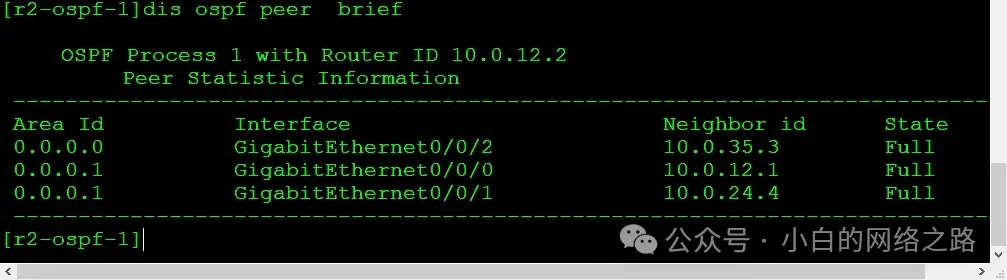 [r2-ospf-1]dis ospf peer  brief
OSPF Process 1 with Router ID 10.0.12.2
Peer Statistic Information
----------------------------------------------------------------------------
Area Id          Interface                        Neighbor id      State
0.0.0.0          GigabitEthernet0/0/2             10.0.35.3        Full
0.0.0.1          GigabitEthernet0/0/0             10.0.12.1        Full
0.0.0.1          GigabitEthernet0/0/1             10.0.24.4        Full
----------------------------------------------------------------------------
[r2-ospf-1]
公众号 · 小白的网络之路